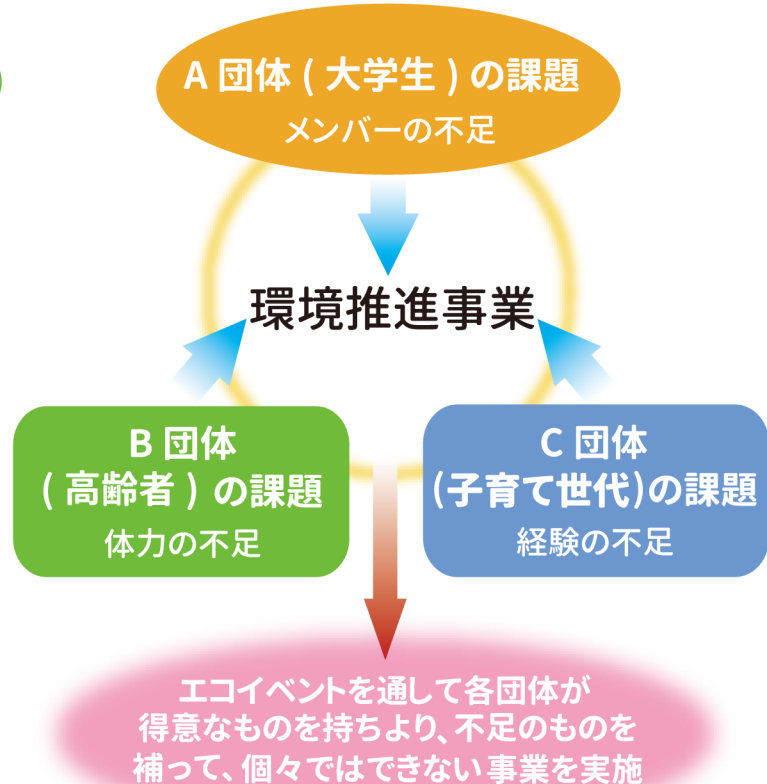 A 団体 ( 大学生 ) の課題
メンバーの不足
環境推進事業
B 団体
( 高齢者 ) の課題
体力の不足
C 団体
(子育て世代)の課題
経験の不足
エコイベントを通して各団体が
得意なものを持ちより、不足のものを
補って、個々ではできない事業を実施